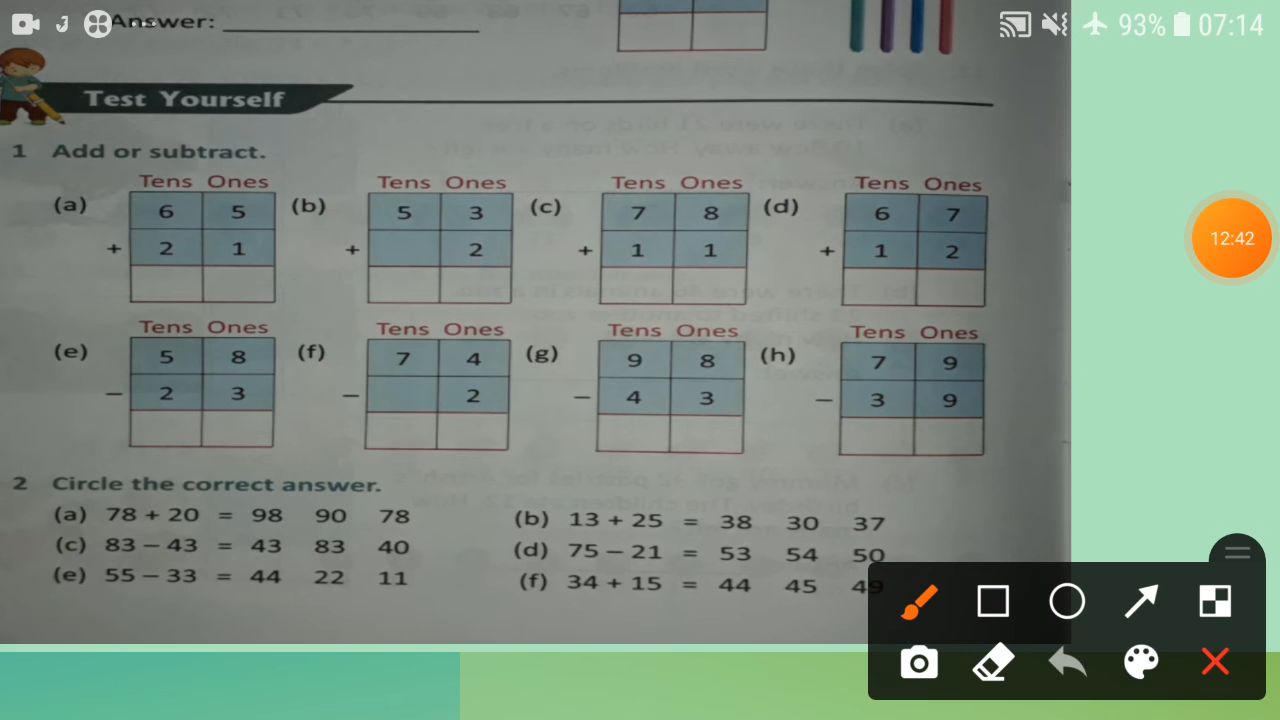 Answer:
93% 07:14
Test Yourself
1 Add or subtract.
Tens Ones Tens Ones Tens Ones Tens Ones
(a) 6 5 (b) 5 3 (c) 7 8 (d) 6 7
+ 2 1 + 2 + 1 1 + 1 2
12:42
Tens Ones Tens Ones Tens Ones Tens Ones
(e) 5 8 (f) 7 4 (g) 9 8 (h) 7 9
– 2 3 – 2 – 4 3 – 3 9
2 Circle the correct answer.
(a) 78 + 20 = 98 90 78 (b) 13 + 25 = 38 30 37
(c) 83 – 43 = 43 83 40 (d) 75 – 21 = 53 54 50
(e) 55 – 33 = 44 22 11 (f) 34 + 15 = 44 45 49